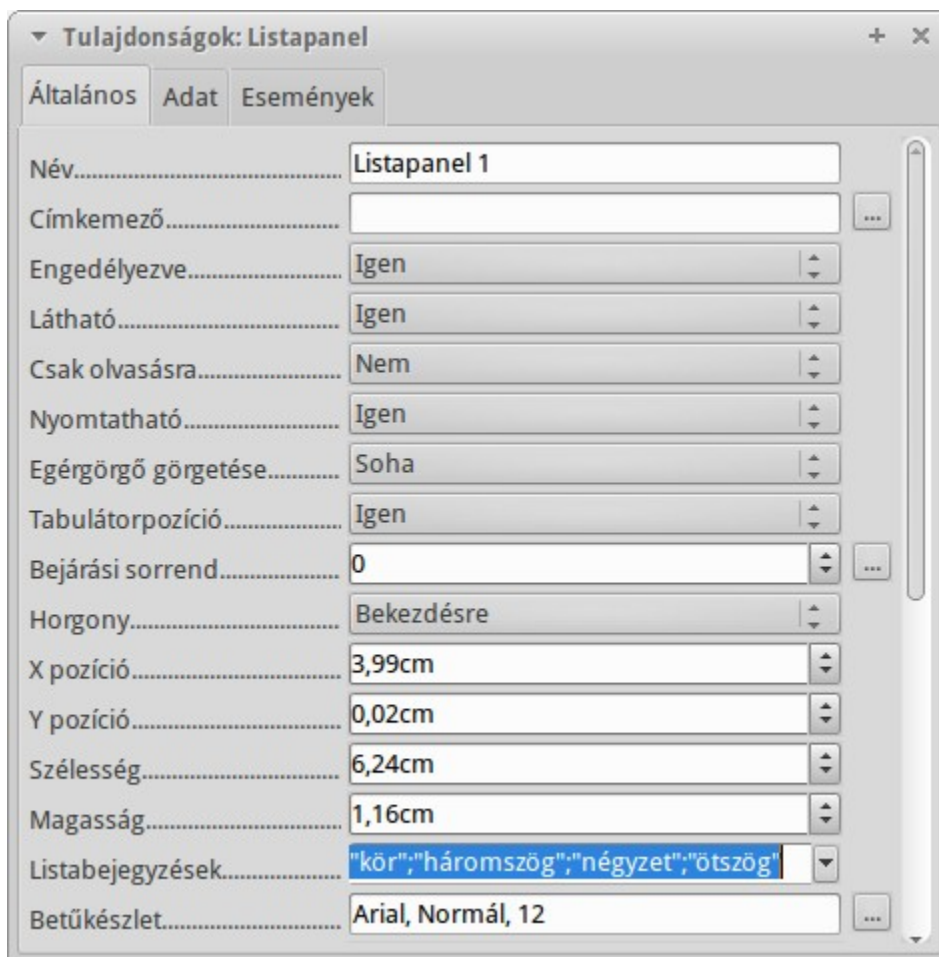 Tulajdonságok: Listapanel
Általános Adat Események
Név........................................... Listapanel 1
Címkemező............................ ...
Engedélyezve......................... Igen
Látható.................................... Igen
Csak olvasásra....................... Nem
Nyomtatható.......................... Igen
Egérgörgő görgetése............ Soha
Tabulátorpozíció................... Igen
Bejárási sorrend.................... 0 ...
Horgony.................................. Bekezdésre
X pozíció.................................. 3,99cm
Y pozíció.................................. 0,02cm
Szélesség................................ 6,24cm
Magasság................................ 1,16cm
Listabejegyzések................... "kör";"háromszög";"négyzet";"ötszög"
Betűkészlet............................. Arial, Normál, 12 ...